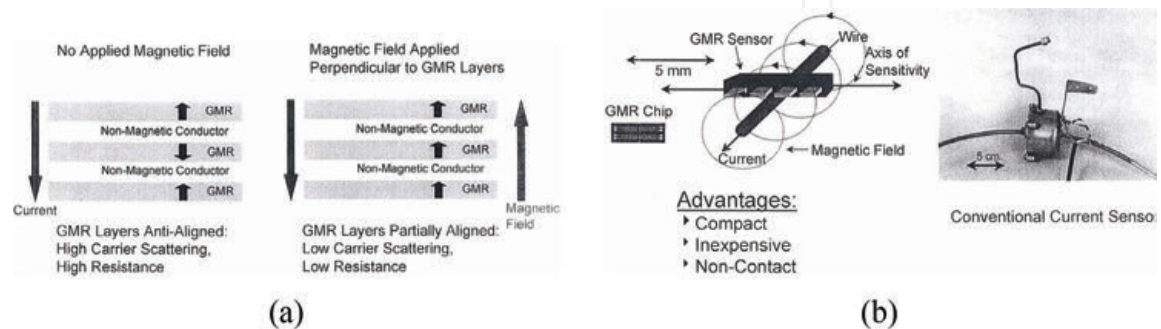 No Applied Magnetic Field
GMR
Non-Magnetic Conductor
GMR
Non-Magnetic Conductor
GMR
Current
GMR Layers Anti-Aligned:
High Carrier Scattering,
High Resistance
Magnetic Field Applied
Perpendicular to GMR Layers
GMR
Non-Magnetic Conductor
GMR
Non-Magnetic Conductor
GMR
Magnetic
Field
GMR Layers Partially Aligned:
Low Carrier Scattering,
Low Resistance
(a)
GMR Sensor
Wire
Axis of
Sensitivity
5 mm
GMR Chip
Current
Magnetic Field
Advantages:
Compact
Inexpensive
Non-Contact
5 cm
Conventional Current Sensor
(b)